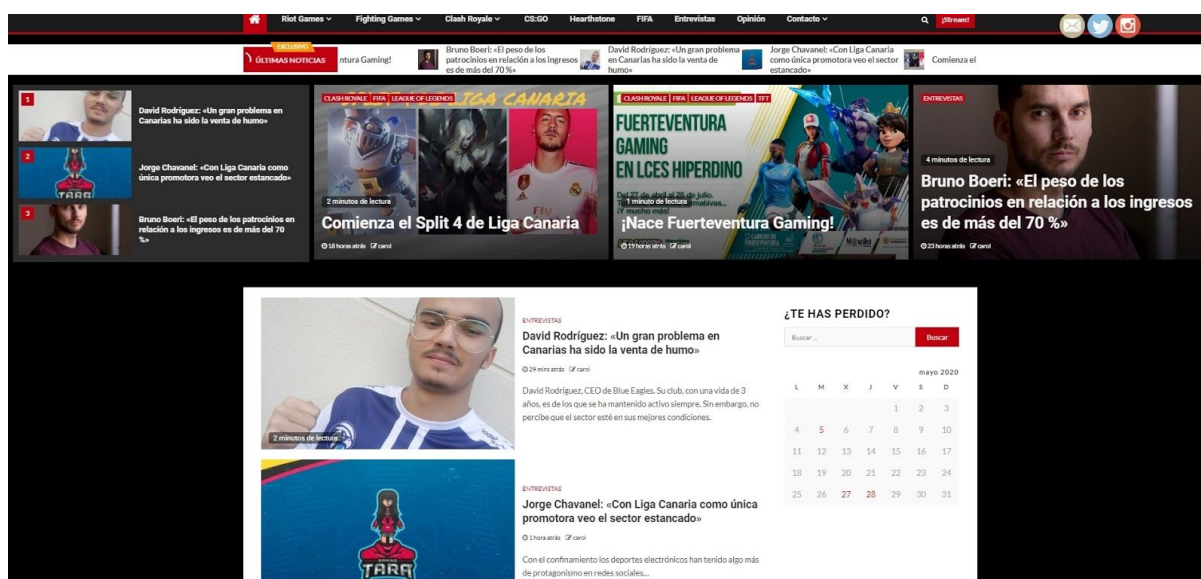 Riot Games Fighting Games Clash Royale CS:GO Hearthstone FIFA Entrevistas Opinión Contacto ¡Stream!
EXCLUSIVO
ÚLTIMAS NOTICIAS
ntura Gaming!
Bruno Boeri: «El peso de los
patrocinios en relación a los ingresos
es de más del 70 %»
David Rodríguez: «Un gran problema
en Canarias ha sido la venta de
humo»
Jorge Chavanel: «Con Liga Canaria
como única promotora veo el sector
estancado»
Comienza el
1
David Rodríguez: «Un gran problema en
Canarias ha sido la venta de humo»
2
TARA
Jorge Chavanel: «Con Liga Canaria como
única promotora veo el sector estancado»
3
Bruno Boeri: «El peso de los patrocinios en
relación a los ingresos es de más del 70
%»
LIGA CANARIA
CLASH ROYALE FIFA LEAGUE OF LEGENDS
Fly
2 minutos de lectura
Comienza el Split 4 de Liga Canaria
18 horas atrás carol
CLASH ROYALE FIFA LEAGUE OF LEGENDS TFT
FUERTEVENTURA
GAMING
EN LCES HIPERDINO
Del 27 de abril al 26 de julio.
¡Y mucho más!
1 minuto de lectura
¡Nace Fuerteventura Gaming!
19 horas atrás carol
ENTREVISTAS
4 minutos de lectura
Bruno Boeri: «El peso de los
patrocinios en relación a los ingresos
es de más del 70 %»
23 horas atrás carol
2 minutos de lectura
ENTREVISTAS
David Rodríguez: «Un gran problema en
Canarias ha sido la venta de humo»
29 mins atrás carol
David Rodríguez, CEO de Blue Eagles. Su club, con una vida de 3
años, es de los que se ha mantenido activo siempre. Sin embargo, no
percibe que el sector esté en sus mejores condiciones.
GAMING
TARA
ENTREVISTAS
Jorge Chavanel: «Con Liga Canaria como única
promotora veo el sector estancado»
1 hora atrás carol
Con el confinamiento los deportes electrónicos han tenido algo más
de protagonismo en redes sociales...
¿TE HAS PERDIDO?
Buscar ...
Buscar
mayo 2020
L M X J V S D
1 2 3
4 5 6 7 8 9 10
11 12 13 14 15 16 17
18 19 20 21 22 23 24
25 26 27 28 29 30 31